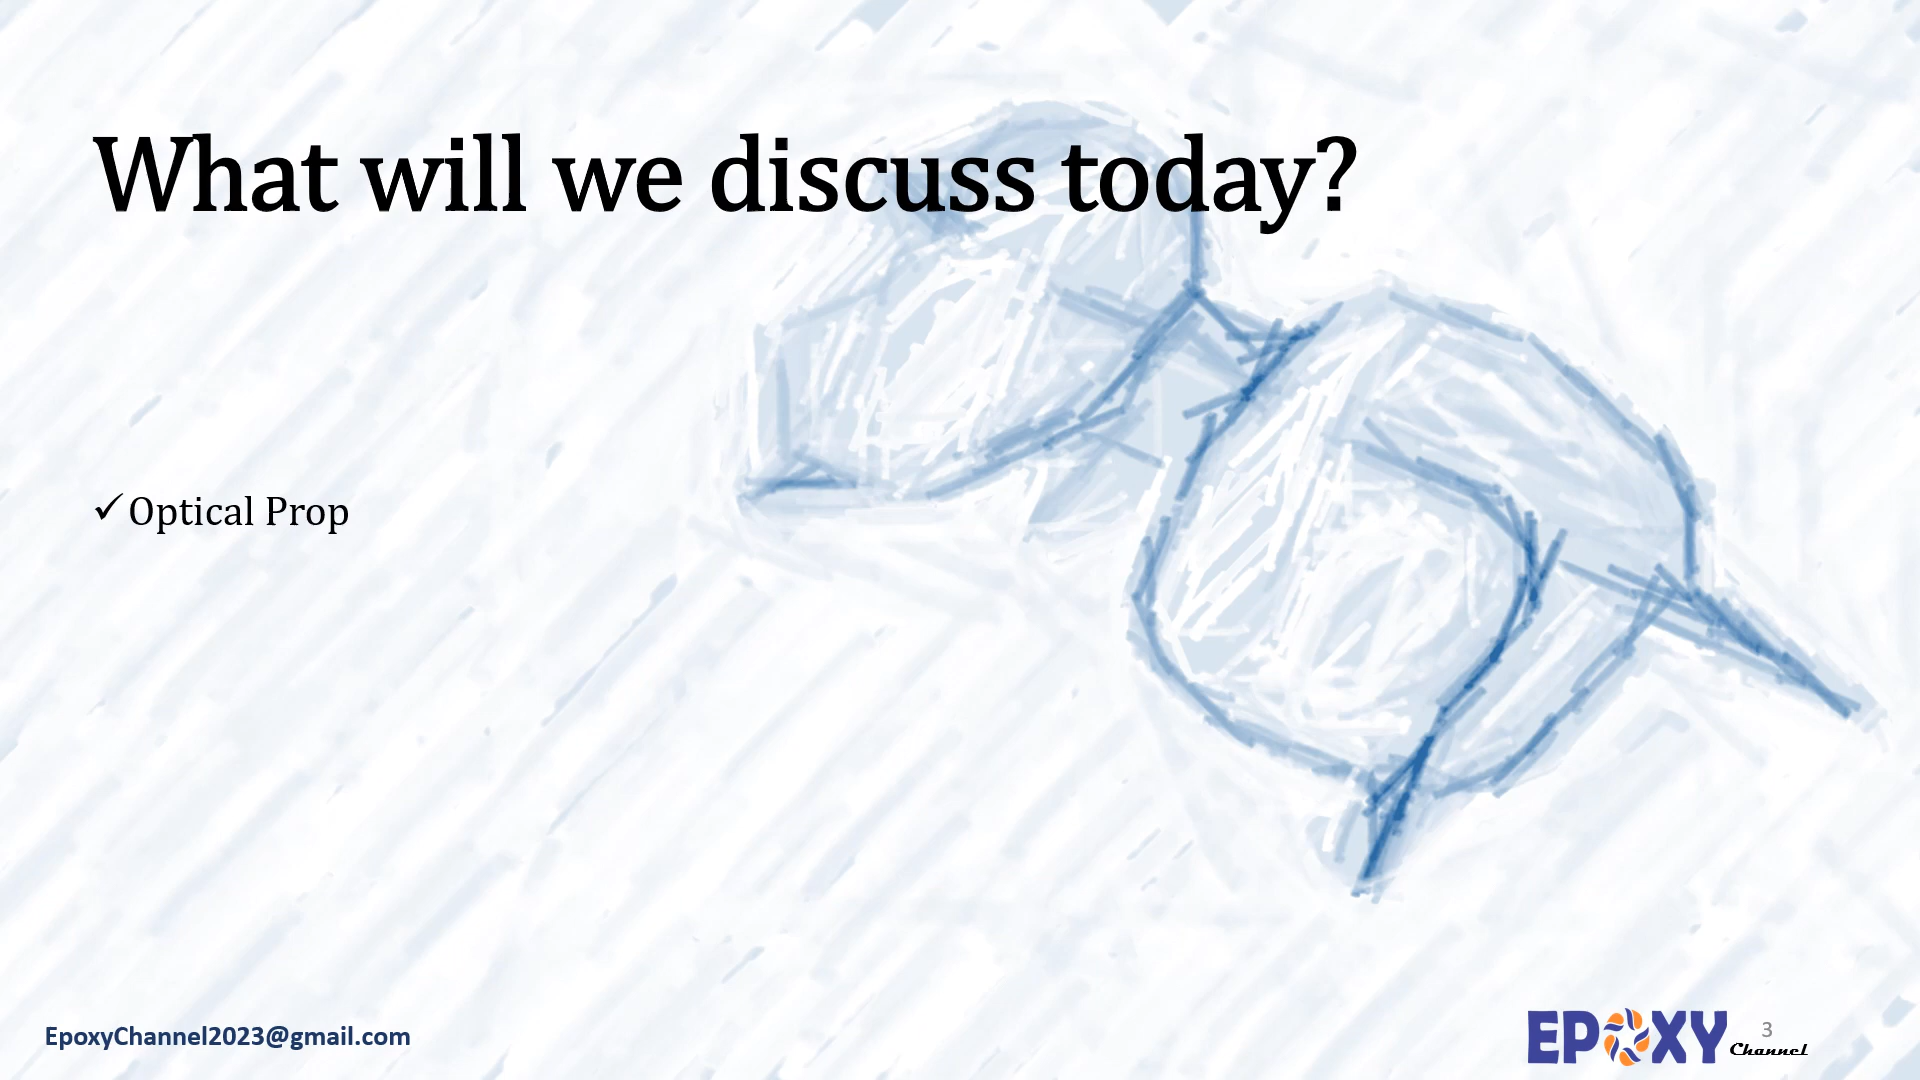 What will we discuss today?
✓Optical Prop
EpoxyChannel2023@gmail.com
EPOXY
Channel
3